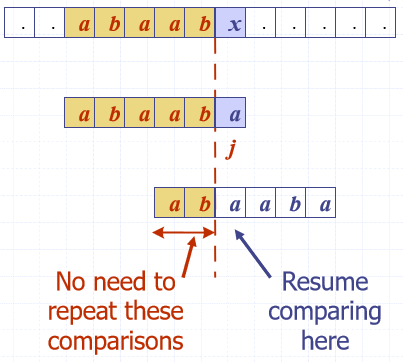 . . a b a a b x . . . . .
a b a a b a
j
a b a a b a
No need to
repeat these
comparisons
Resume
comparing
here